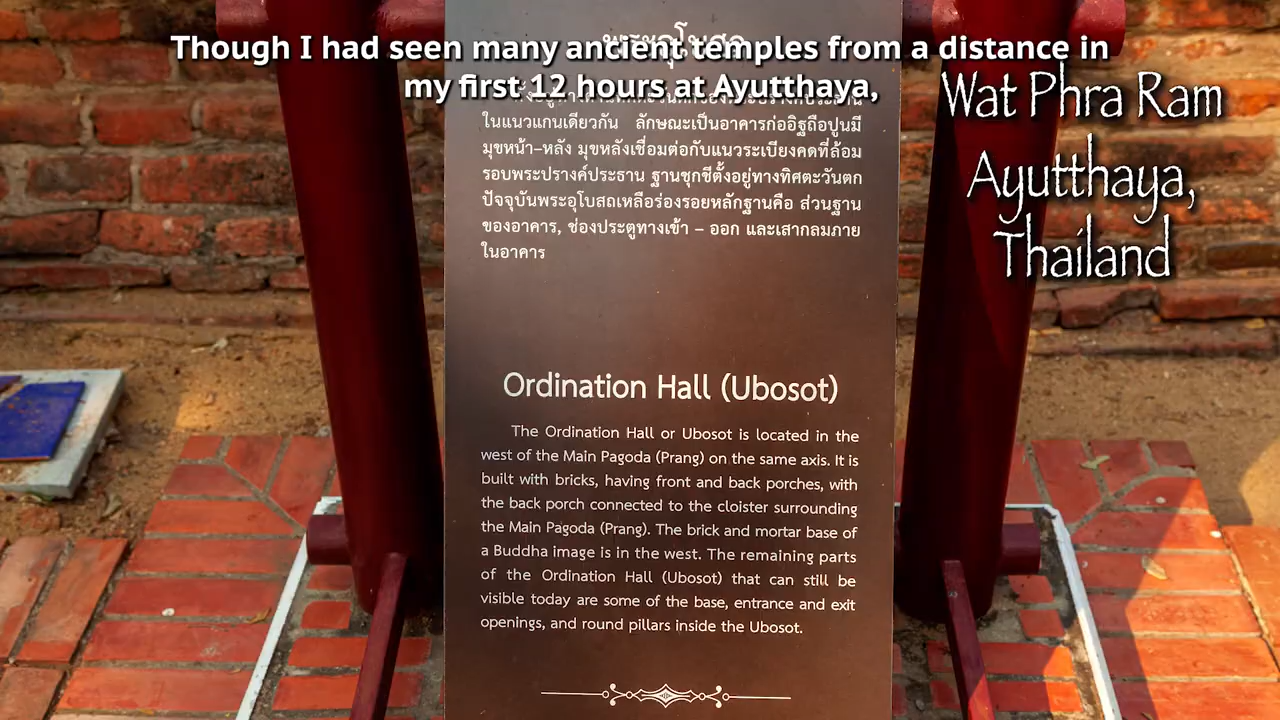 Though I had seen many ancient temples from a distance in
my first 12 hours at Ayutthaya,
Wat Phra Ram
Ayutthaya,
Thailand
พระอุโบสถ
ในแนวแกนเดียวกัน ลักษณะเป็นอาคารก่ออิฐถือปูนมี
มุขหน้า–หลัง มุขหลังเชื่อมต่อกับแนวระเบียงคดที่ล้อม
รอบพระปรางค์ประธาน ฐานชุกชีตั้งอยู่ทางทิศตะวันตก
ปัจจุบันพระอุโบสถเหลือร่องรอยหลักฐานคือ ส่วนฐาน
ของอาคาร, ช่องประตูทางเข้า – ออก และเสากลมภาย
ในอาคาร
Ordination Hall (Ubosot)
The Ordination Hall or Ubosot is located in the
west of the Main Pagoda (Prang) on the same axis. It is
built with bricks, having front and back porches, with
the back porch connected to the cloister surrounding
the Main Pagoda (Prang). The brick and mortar base of
a Buddha image is in the west. The remaining parts
of the Ordination Hall (Ubosot) that can still be
visible today are some of the base, entrance and exit
openings, and round pillars inside the Ubosot.